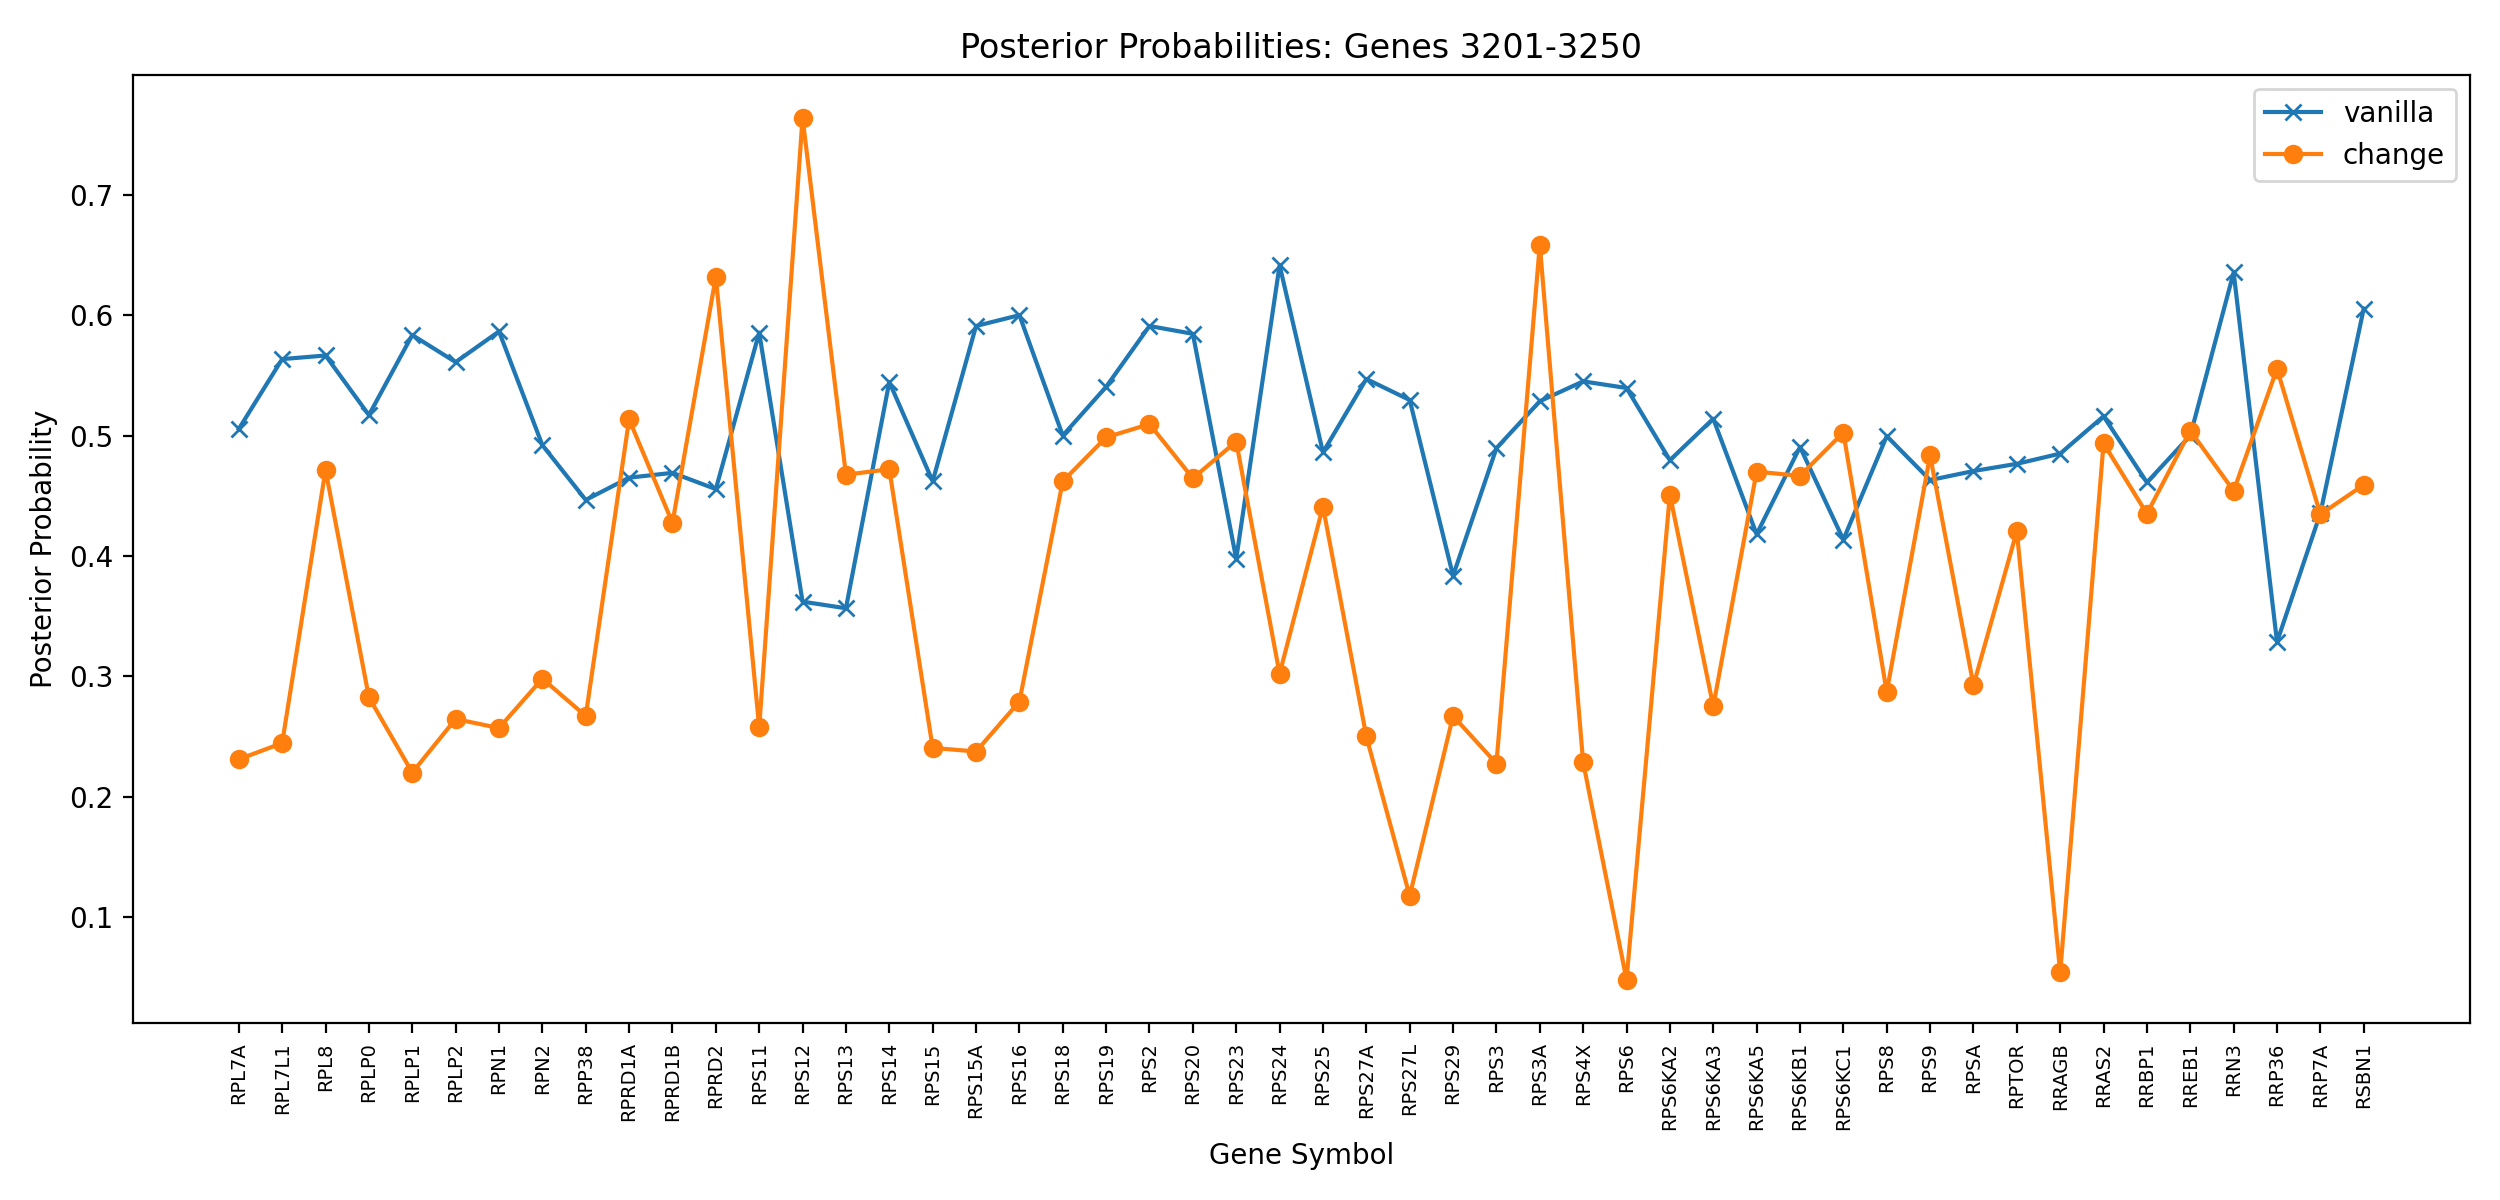 Posterior Probabilities: Genes 3201-3250
vanilla
change
Posterior Probability
0.7
0.6
0.5
0.4
0.3
0.2
0.1
RPL7A
RPL7L1
RPL8
RPLP0
RPLP1
RPLP2
RPN1
RPN2
RPP38
RPRD1A
RPRD1B
RPRD2
RPS11
RPS12
RPS13
RPS14
RPS15
RPS15A
RPS16
RPS18
RPS19
RPS2
RPS20
RPS23
RPS24
RPS25
RPS27A
RPS27L
RPS29
RPS3
RPS3A
RPS4X
RPS6
RPS6KA2
RPS6KA3
RPS6KA5
RPS6KB1
RPS6KC1
RPS8
RPS9
RPSA
RPTOR
RRAGB
RRAS2
RRBP1
RREB1
RRN3
RRP36
RRP7A
RSBN1
Gene Symbol